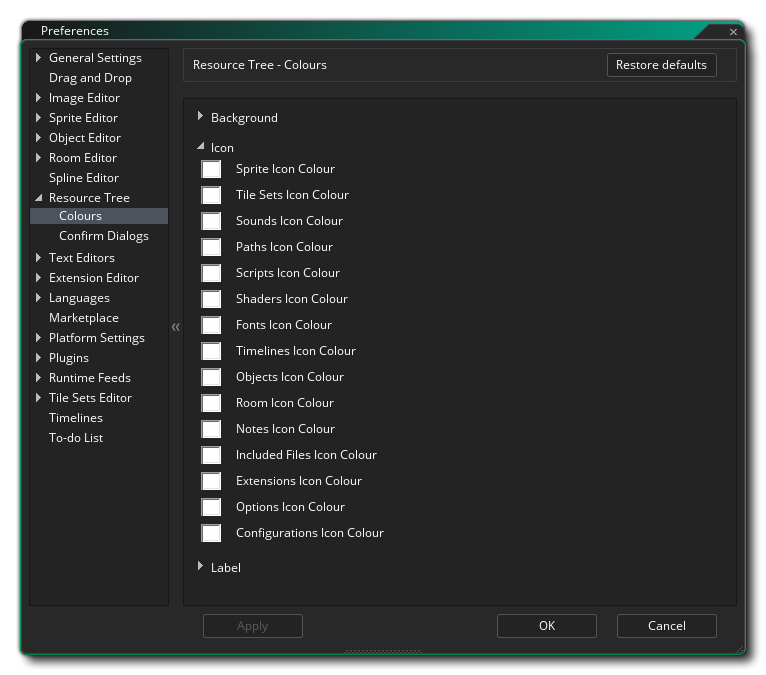 Preferences
General Settings
Drag and Drop
Image Editor
Sprite Editor
Object Editor
Room Editor
Spline Editor
Resource Tree
Colours
Confirm Dialogs
Text Editors
Extension Editor
Languages
Marketplace
Platform Settings
Plugins
Runtime Feeds
Tile Sets Editor
Timelines
To-do List
Resource Tree - Colours
Restore defaults
Background
Icon
Sprite Icon Colour
Tile Sets Icon Colour
Sounds Icon Colour
Paths Icon Colour
Scripts Icon Colour
Shaders Icon Colour
Fonts Icon Colour
Timelines Icon Colour
Objects Icon Colour
Room Icon Colour
Notes Icon Colour
Included Files Icon Colour
Extensions Icon Colour
Options Icon Colour
Configurations Icon Colour
Label
Apply
OK
Cancel